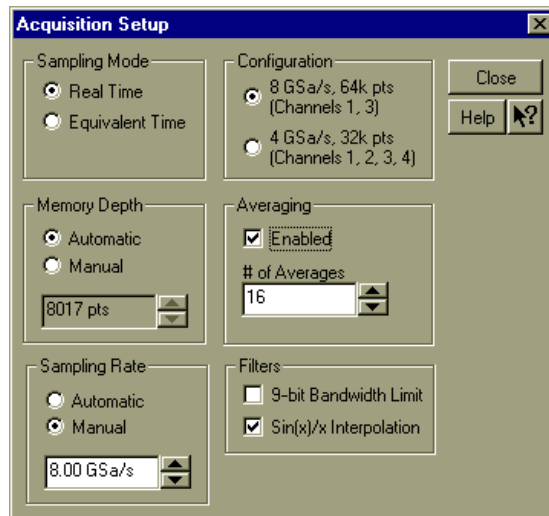 Acquisition Setup
Sampling Mode
Real Time
Equivalent Time
Configuration
8 GSa/s, 64k pts
(Channels 1, 3)
4 GSa/s, 32k pts
(Channels 1, 2, 3, 4)
Close
Help
?
Memory Depth
Automatic
Manual
8017 pts
Averaging
Enabled
# of Averages
16
Sampling Rate
Automatic
Manual
8.00 GSa/s
Filters
9-bit Bandwidth Limit
Sin(x)/x Interpolation